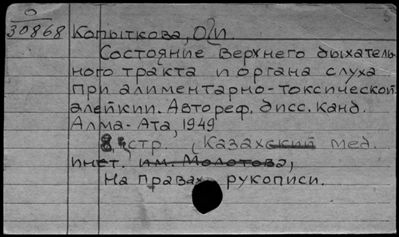 О
30868 Копыткова, О.И.
Состояние верхнего дыхатель-
ного тракта и органа слуха
при алиментарно-токсической
алейкии. Автореф. дисс. канд.
Алма-Ата, 1949
стр. (Казахский мед.
инст. им. Молотова,
На правах рукописи.